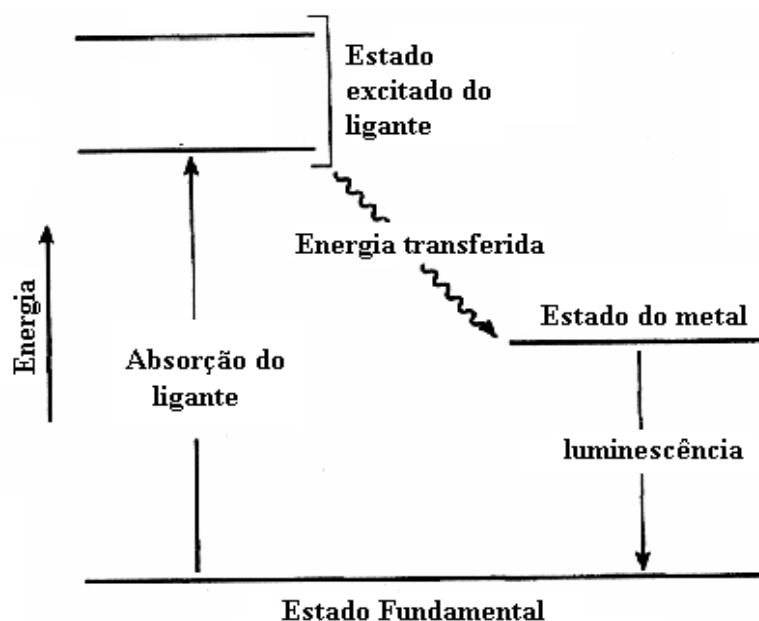 Estado
excitado do
ligante
Energia transferida
Energia
Estado do metal
Absorção do
ligante
luminescência
Estado Fundamental